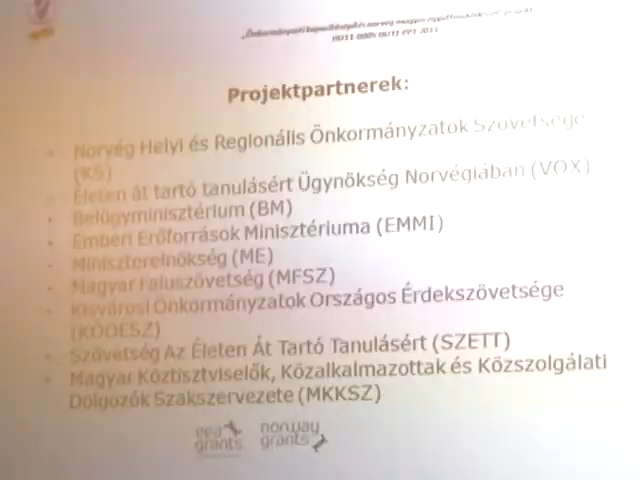 Projektpartnerek:
Norvég Helyi és Regionális Önkormányzatok Szövetsége
(KS)
Életen át tartó tanulásért Ügynökség Norvégiában (VOX)
Belügyminisztérium (BM)
Emberi Erőforrások Minisztériuma (EMMI)
Miniszterelnökség (ME)
Magyar Faluszövetség (MFSZ)
Kisvárosi Önkormányzatok Országos Érdekszövetsége
(KÖOÉSZ)
Szövetség Az Életen Át Tartó Tanulásért (SZETT)
Magyar Köztisztviselők, Közalkalmazottak és Közszolgálati
Dolgozók Szakszervezete (MKKSZ)
eea grants
norway grants